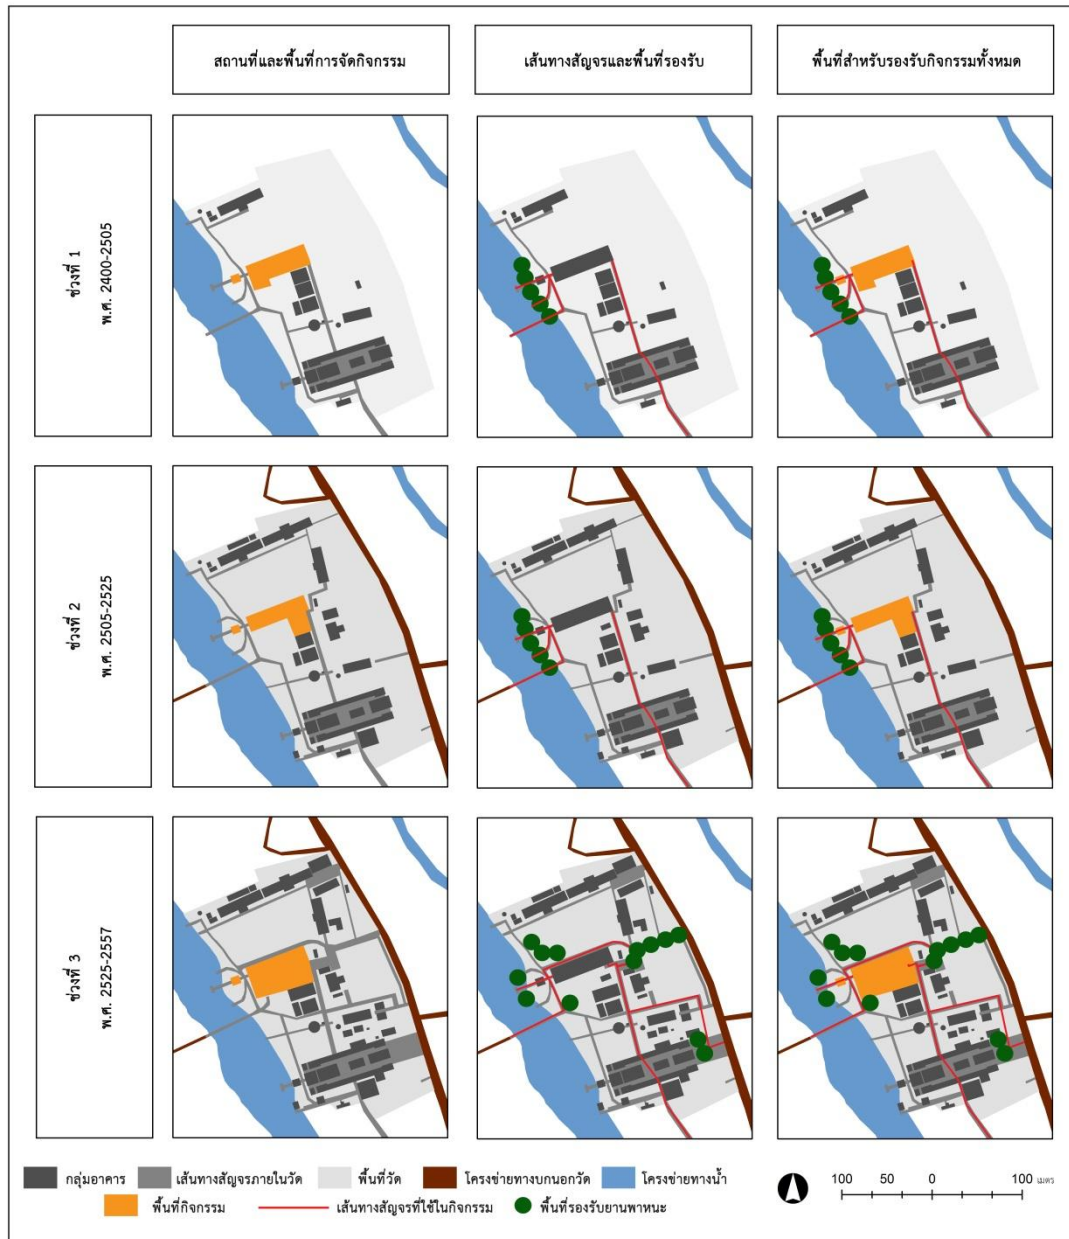 สถานที่และพื้นที่การจัดกิจกรรม
เส้นทางสัญจรและพื้นที่รองรับ
พื้นที่สำหรับรองรับกิจกรรมทั้งหมด
ช่วงที่ 1
พ.ศ. 2400-2505
ช่วงที่ 2
พ.ศ. 2505-2525
ช่วงที่ 3
พ.ศ. 2525-2557
กลุ่มอาคาร
เส้นทางสัญจรภายในวัด
พื้นที่วัด
โครงข่ายทางบกนอกวัด
โครงข่ายทางน้ำ
พื้นที่กิจกรรม
เส้นทางสัญจรที่ใช้ในกิจกรรม
พื้นที่รองรับยานพาหนะ
100 50 0 100 เมตร